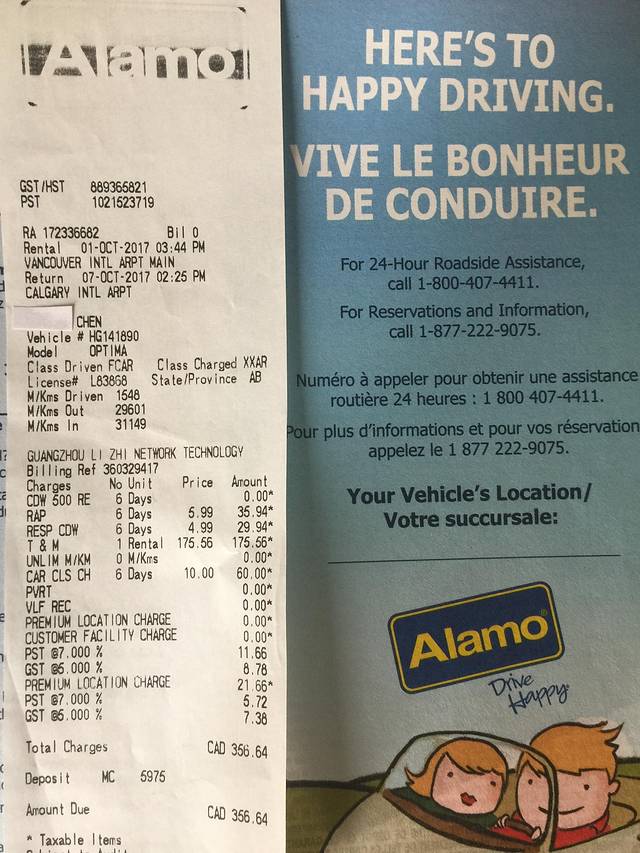 Alamo
GST/HST 889365821
PST 1021523719
RA 172336682 Bil 0
Rental 01-OCT-2017 03:44 PM
VANCOUVER INTL ARPT MAIN
Return 07-OCT-2017 02:25 PM
CALGARY INTL ARPT
CHEN
Vehicle # HG141890
Model OPTIMA
Class Driven FCAR Class Charged XXAR
License# L83868 State/Province AB
M/Kms Driven 1548
M/Kms Out 29601
M/Kms In 31149
GUANGZHOU LI ZHI NETWORK TECHNOLOGY
Billing Ref 360329417
Charges No Unit Price Amount
CDW 500 RE 6 Days 0.00*
RAP 6 Days 5.99 35.94*
RESP CDW 6 Days 4.99 29.94*
T & M 1 Rental 175.56 175.56*
UNLIM M/KM 0 M/Kms 0.00*
CAR CLS CH 6 Days 10.00 60.00*
PVRT 0.00*
VLF REC 0.00*
PREMIUM LOCATION CHARGE 0.00*
CUSTOMER FACILITY CHARGE 0.00*
PST @7.000 % 11.66
GST @5.000 % 8.78
PREMIUM LOCATION CHARGE 21.66*
PST @7.000 % 5.72
GST @5.000 % 7.38
Total Charges CAD 356.64
Deposit MC 5975
Amount Due CAD 356.64
* Taxable Items
HERE'S TO
HAPPY DRIVING.
VIVE LE BONHEUR
DE CONDUIRE.
For 24-Hour Roadside Assistance,
call 1-800-407-4411.
For Reservations and Information,
call 1-877-222-9075.
Numéro à appeler pour obtenir une assistance
routière 24 heures : 1 800 407-4411.
Pour plus d'informations et pour vos réservation
appelez le 1 877 222-9075.
Your Vehicle's Location/
Votre succursale:
Alamo
Drive
Happy